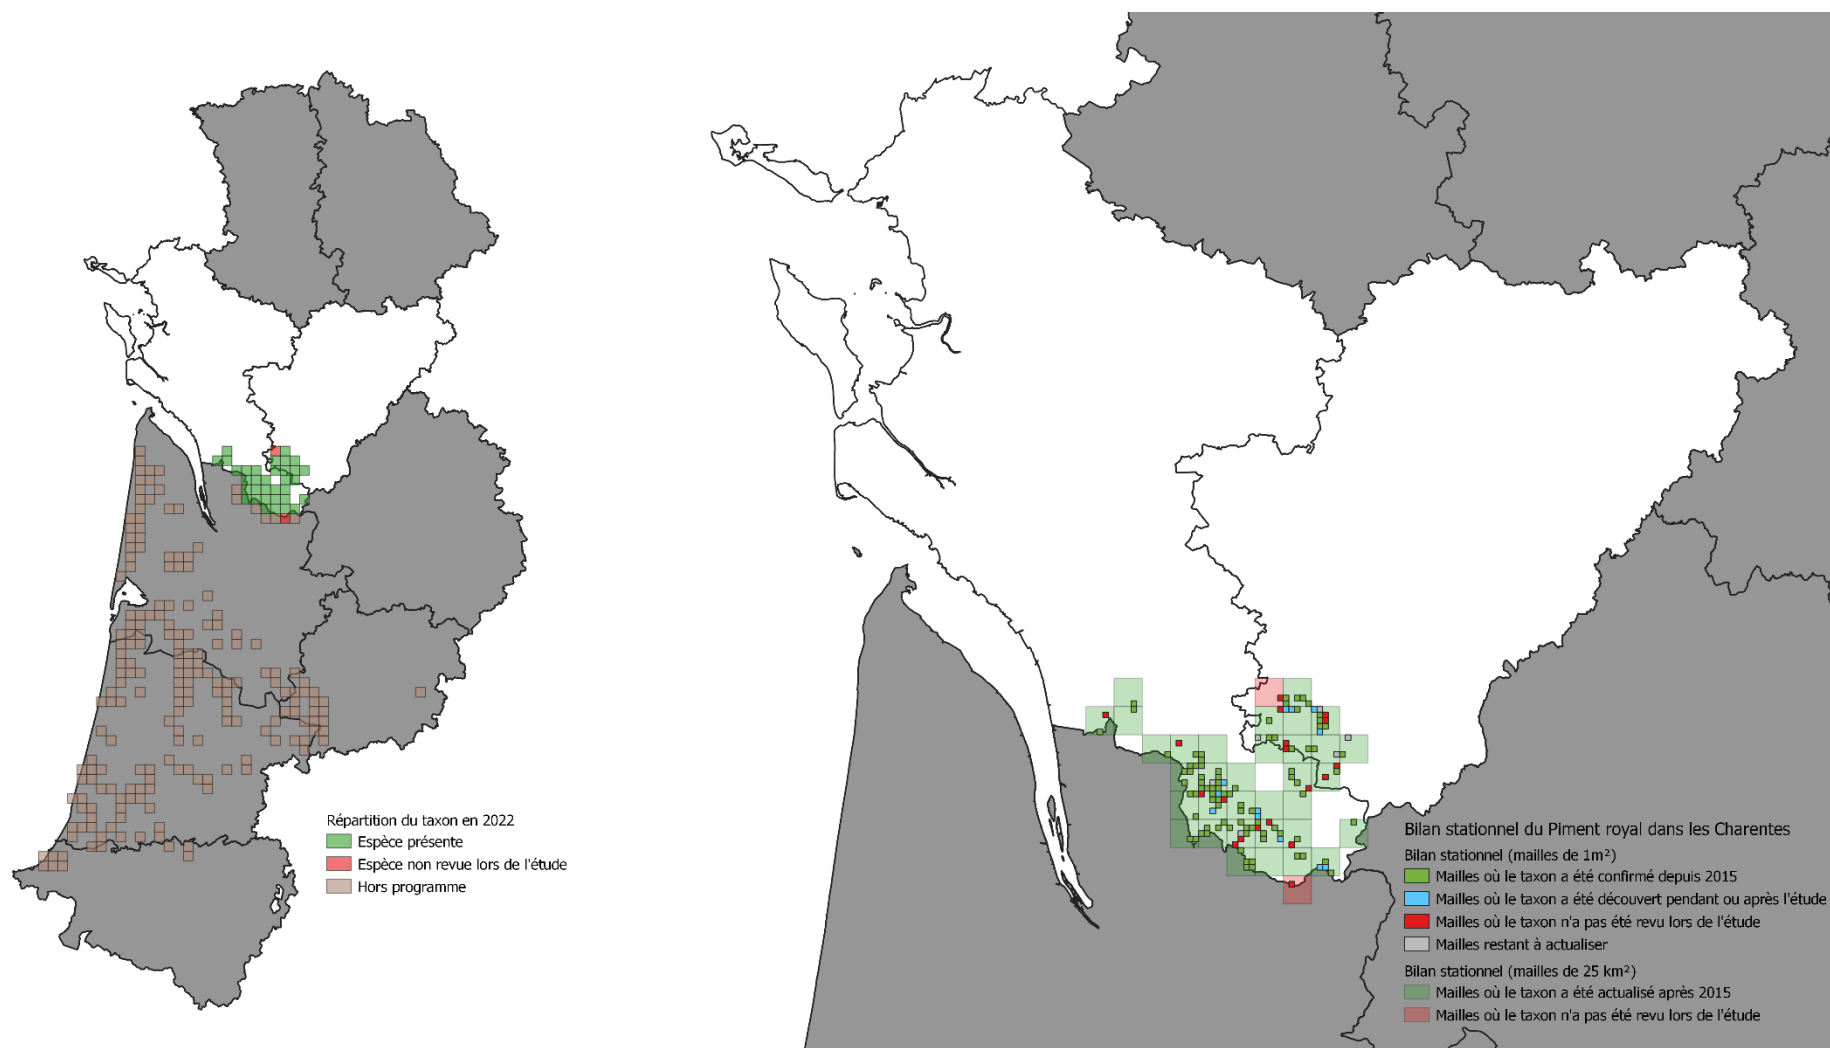 Répartition du taxon en 2022
Espèce présente
Espèce non revue lors de l'étude
Hors programme
Bilan stationnel du Piment royal dans les Charentes
Bilan stationnel (mailles de 1m²)
Mailles où le taxon a été confirmé depuis 2015
Mailles où le taxon a été découvert pendant ou après l'étude
Mailles où le taxon n'a pas été revu lors de l'étude
Mailles restant à actualiser
Bilan stationnel (mailles de 25 km²)
Mailles où le taxon a été actualisé après 2015
Mailles où le taxon n'a pas été revu lors de l'étude